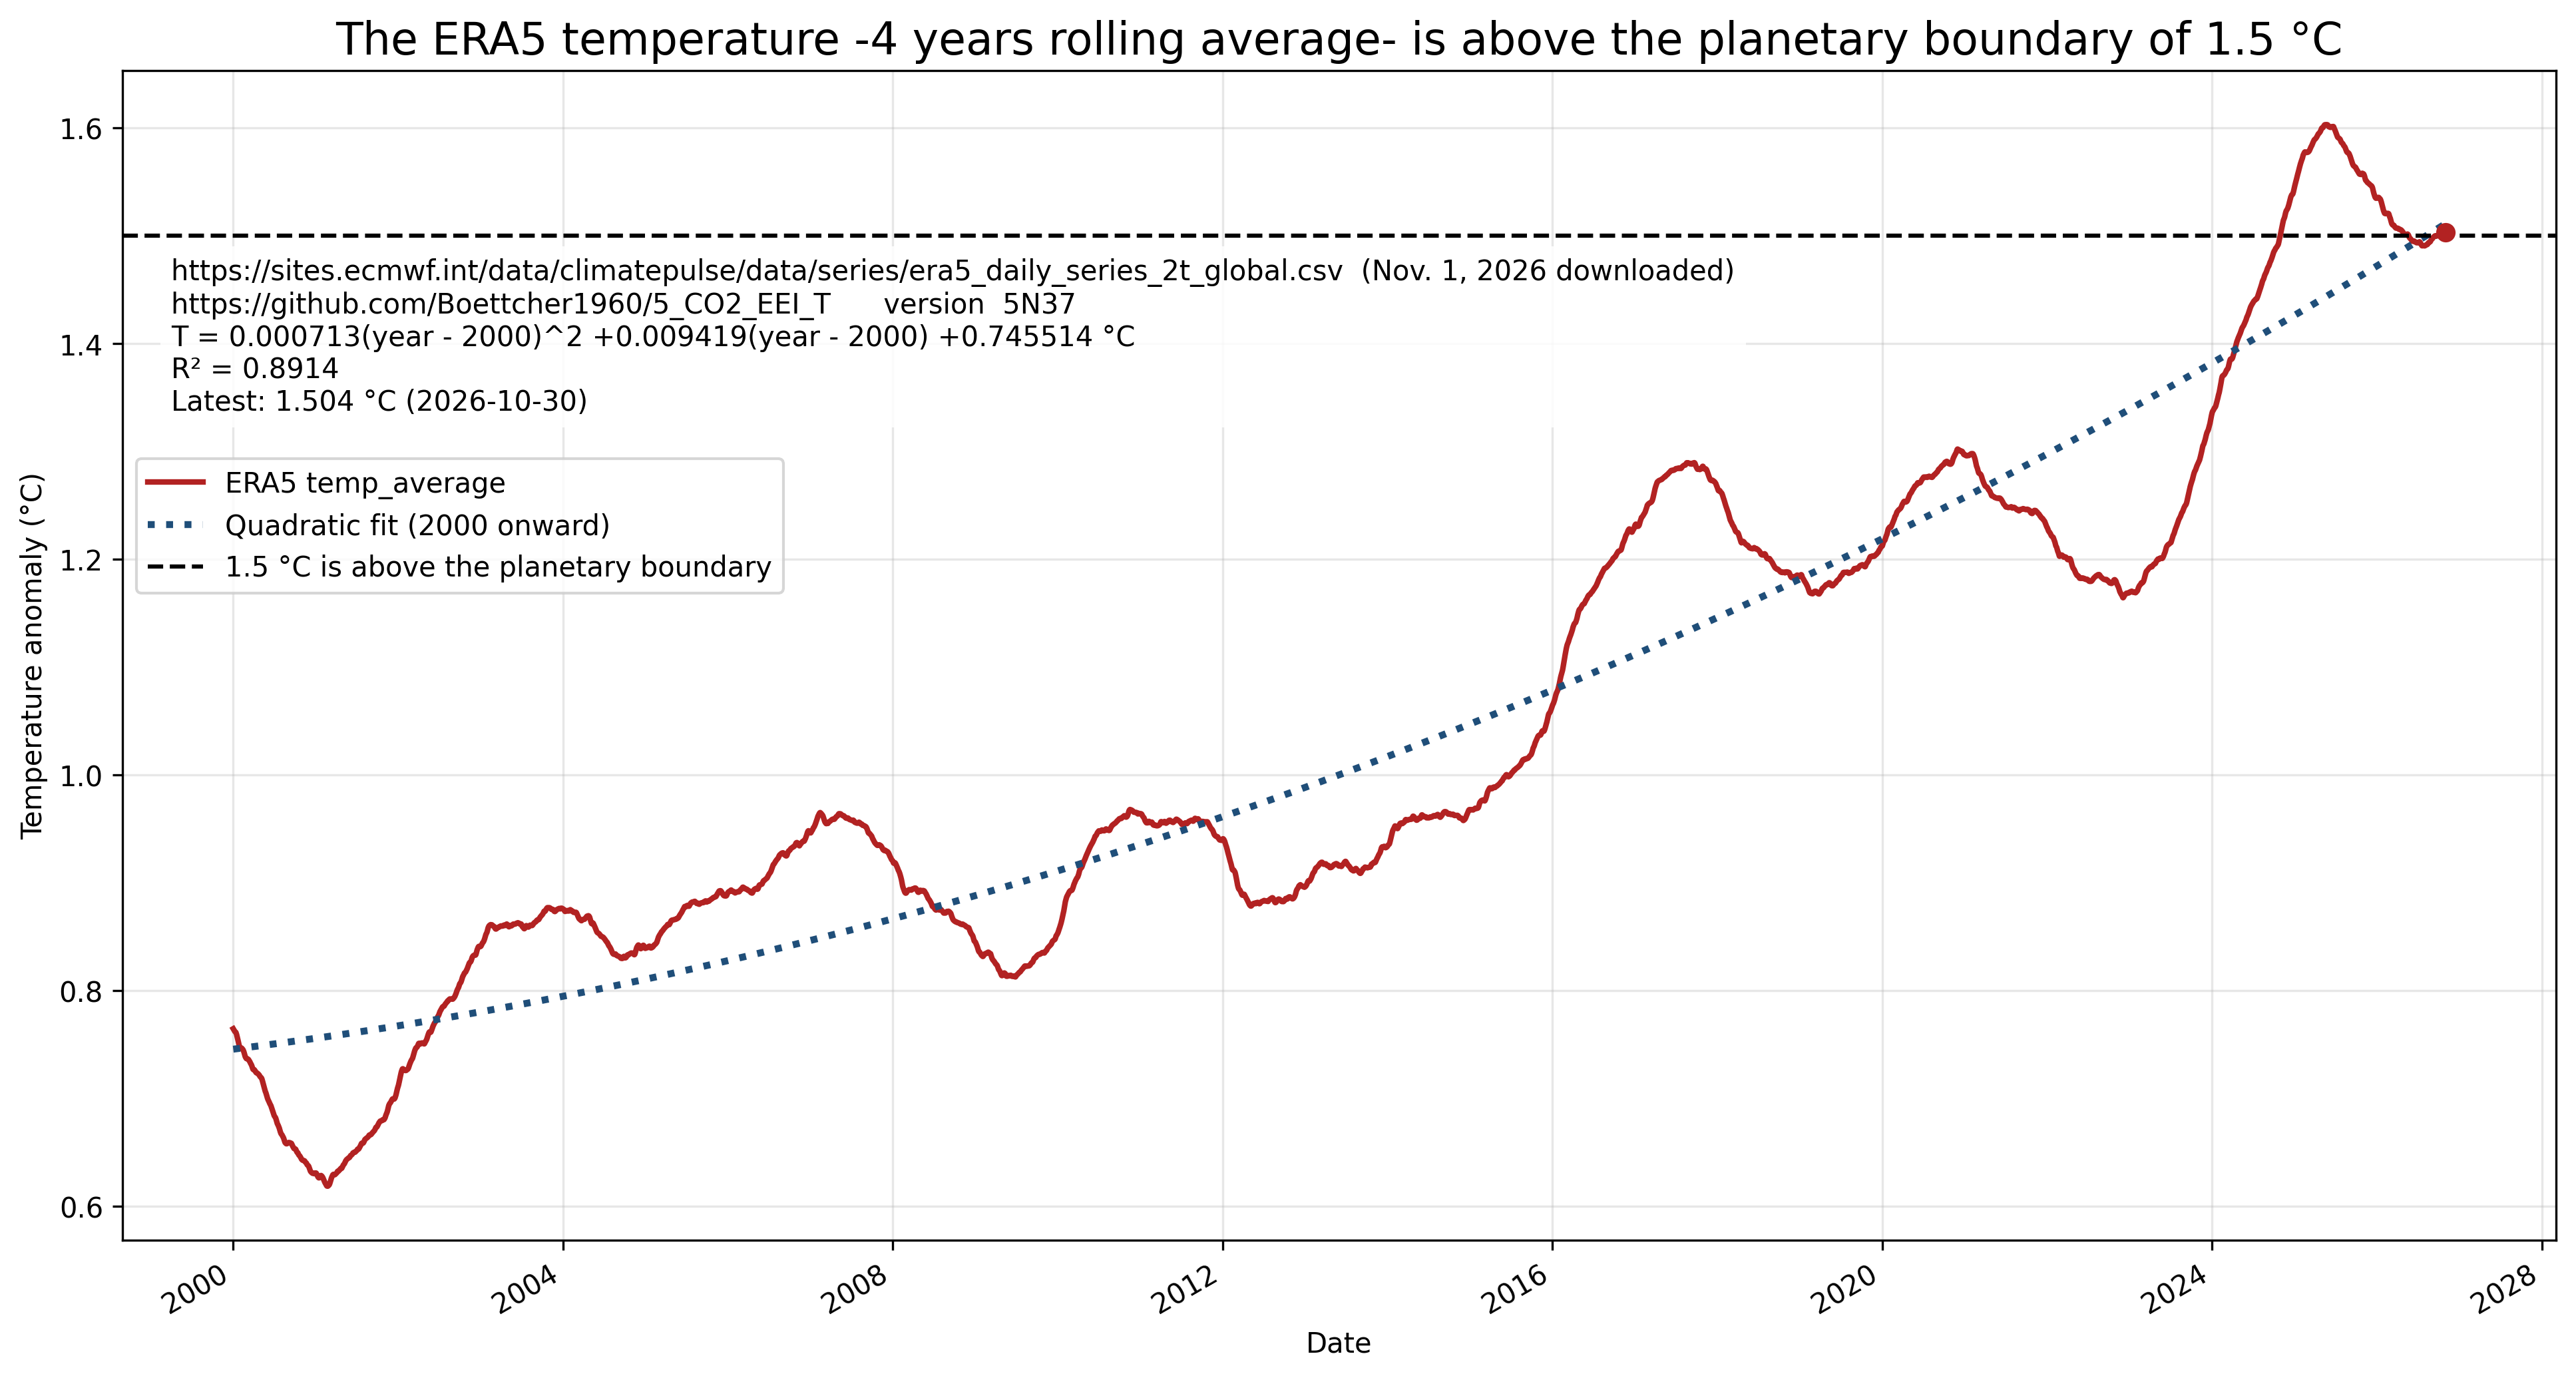 The ERA5 temperature -4 years rolling average- is above the planetary boundary of 1.5 °C
1.6
1.4
1.2
1.0
0.8
0.6
Temperature anomaly (°C)
https://sites.ecmwf.int/data/climatepulse/data/series/era5_daily_series_2t_global.csv  (Nov. 1, 2026 downloaded)
https://github.com/Boettcher1960/5_CO2_EEI_T      version  5N37
T = 0.000713(year - 2000)^2 +0.009419(year - 2000) +0.745514 °C
R² = 0.8914
Latest: 1.504 °C (2026-10-30)
ERA5 temp_average
Quadratic fit (2000 onward)
1.5 °C is above the planetary boundary
2000 2004 2008 2012 2016 2020 2024 2028
Date